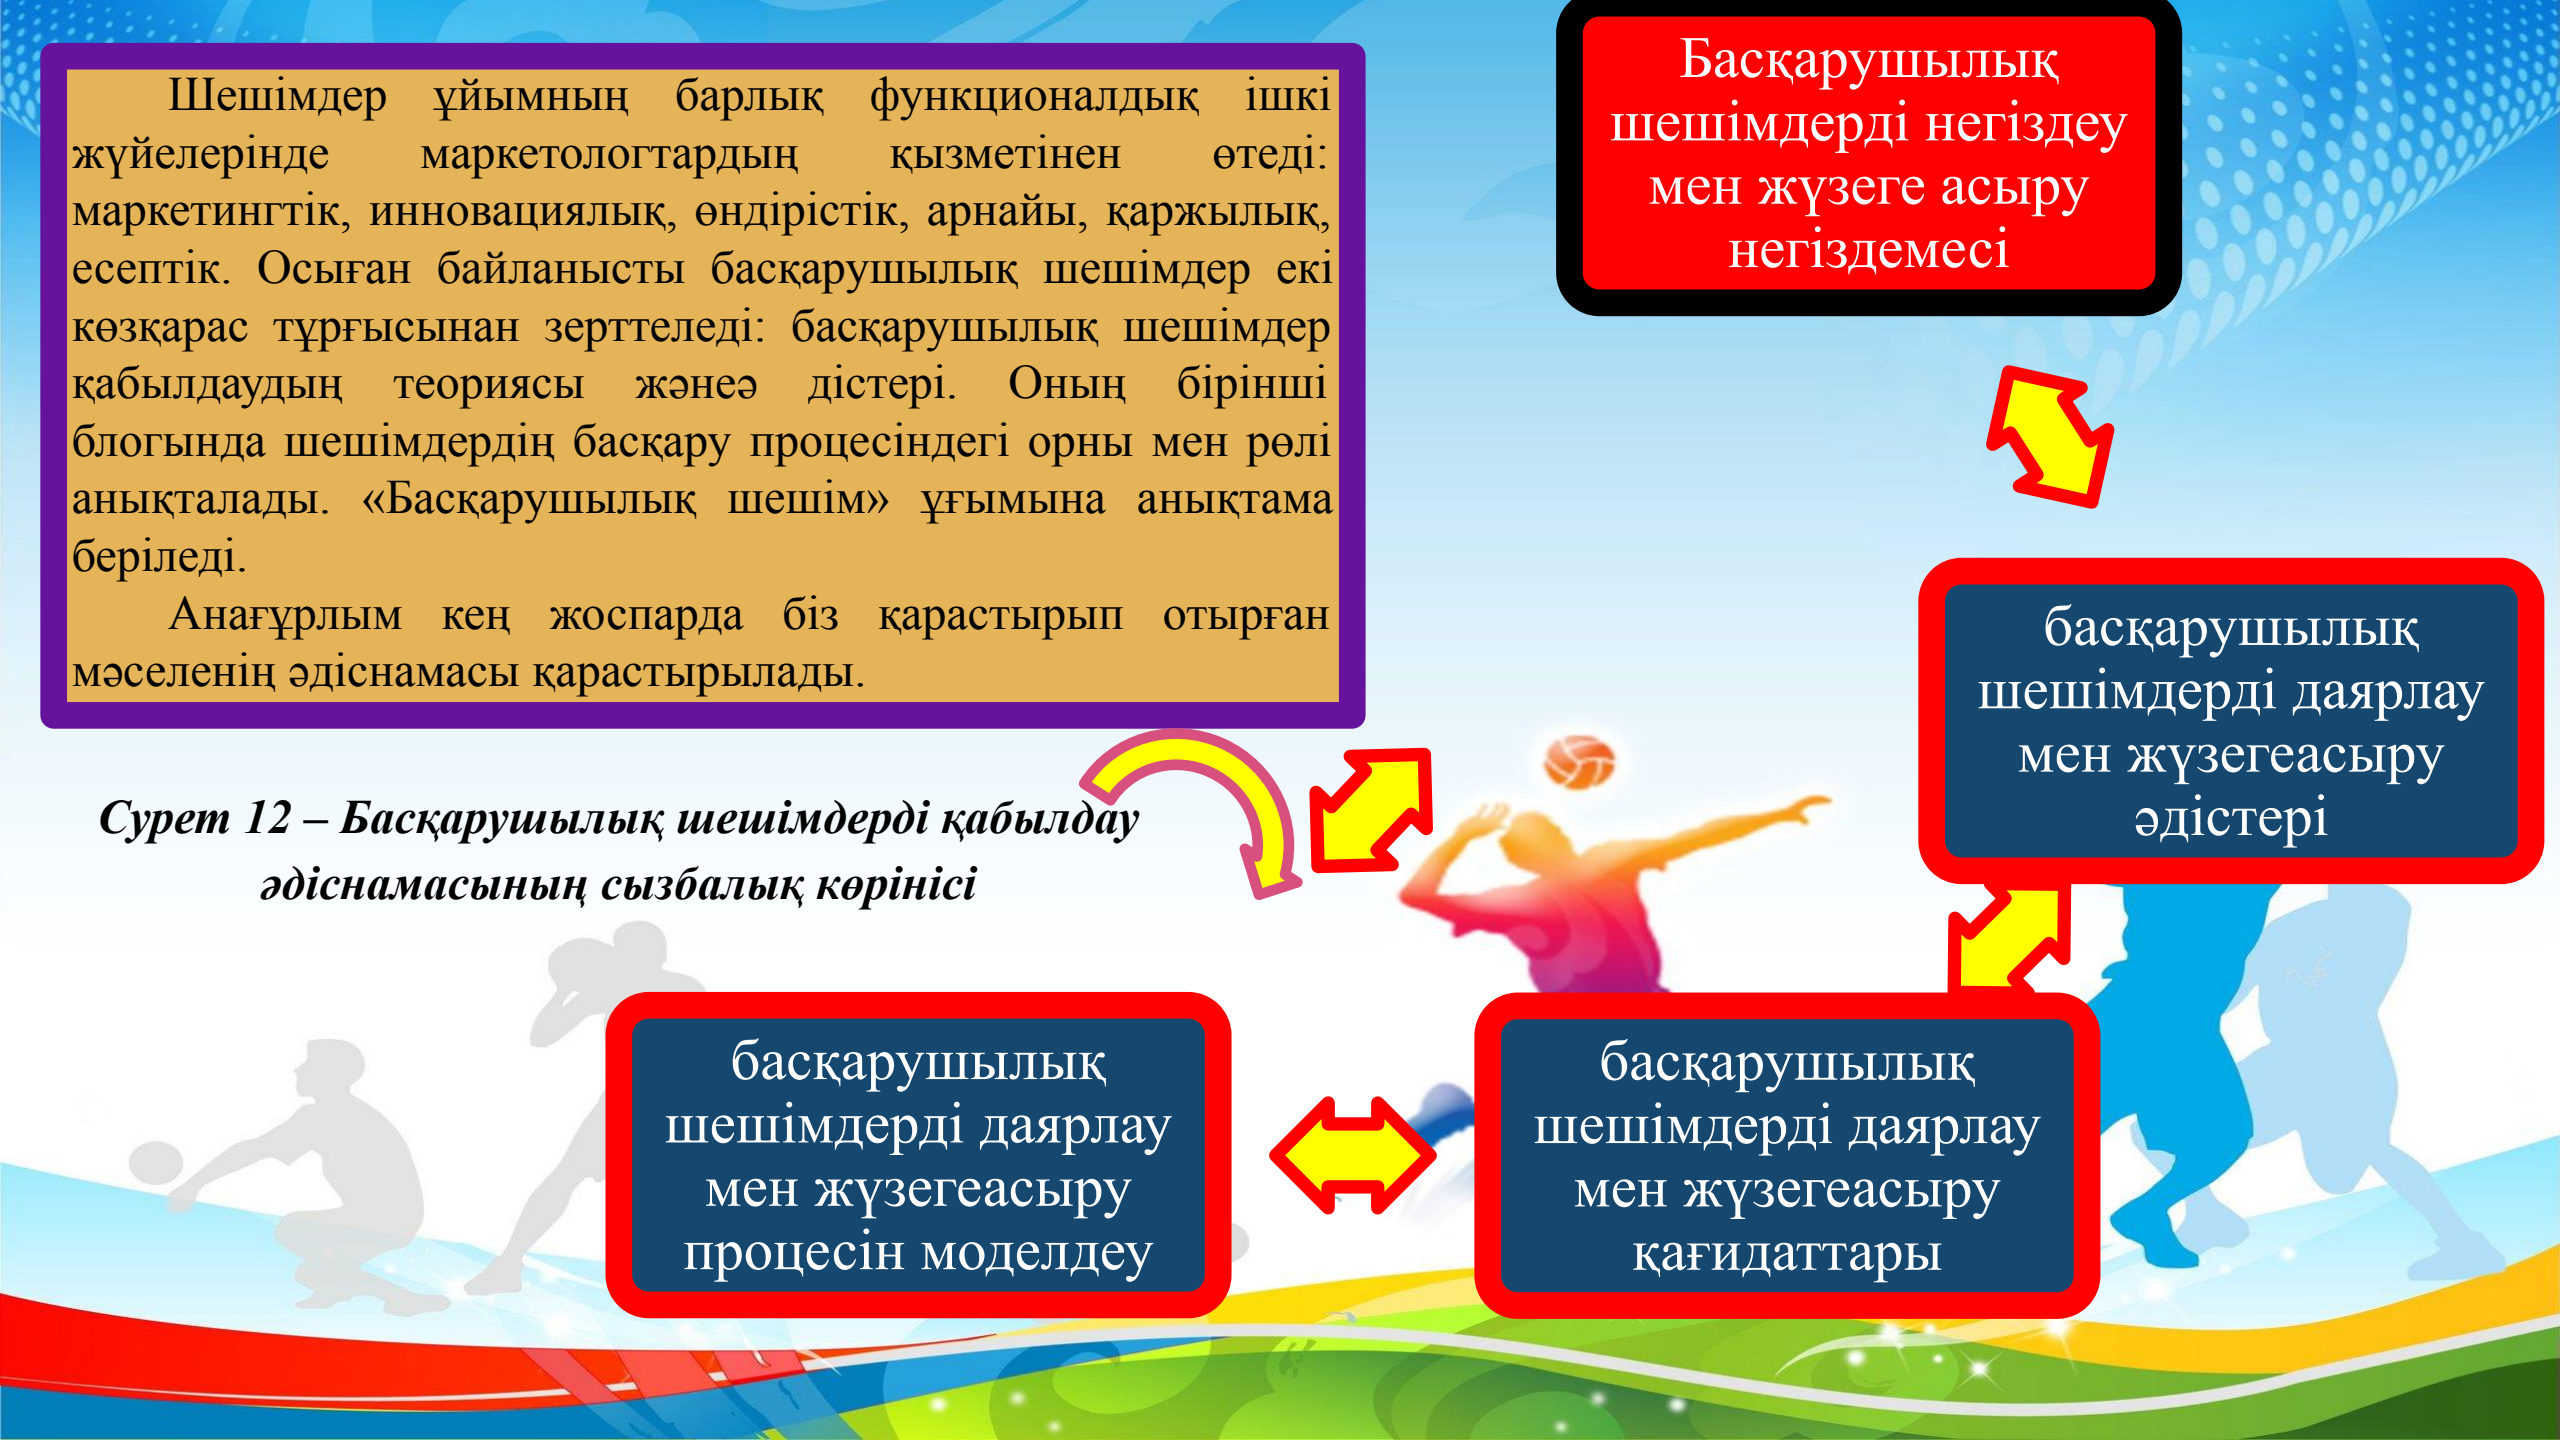 Шешімдер ұйымның барлық функционалдық ішкі
жүйелерінде маркетологтардың қызметінен өтеді:
маркетингтік, инновациялық, өндірістік, арнайы, қаржылық,
есептік. Осыған байланысты басқарушылық шешімдер екі
көзқарас тұрғысынан зерттеледі: басқарушылық шешімдер
қабылдаудың теориясы жәнеә дістері. Оның бірінші
блогында шешімдердің басқару процесіндегі орны мен рөлі
анықталады. «Басқарушылық шешім» ұғымына анықтама
беріледі.
Анағұрлым кең жоспарда біз қарастырып отырған
мәселенің әдіснамасы қарастырылады.
Сурет 12 – Басқарушылық шешімдерді қабылдау
әдіснамасының сызбалық көрінісі
Басқарушылық
шешімдерді негіздеу
мен жүзеге асыру
негіздемесі
басқарушылық
шешімдерді даярлау
мен жүзегеасыру
әдістері
басқарушылық
шешімдерді даярлау
мен жүзегеасыру
қағидаттары
басқарушылық
шешімдерді даярлау
мен жүзегеасыру
процесін моделдеу